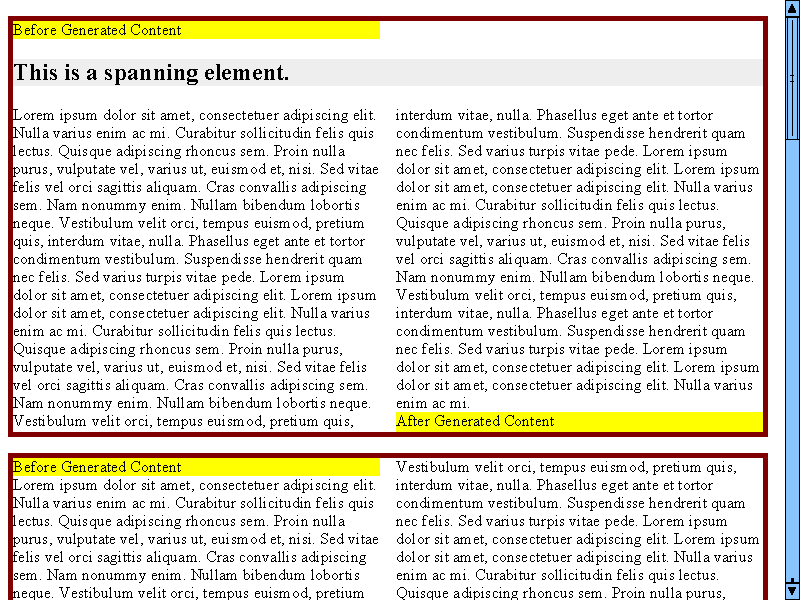 Before Generated Content
This is a spanning element.
Lorem ipsum dolor sit amet, consectetuer adipiscing elit.
Nulla varius enim ac mi. Curabitur sollicitudin felis quis
lectus. Quisque adipiscing rhoncus sem. Proin nulla
purus, vulputate vel, varius ut, euismod et, nisi. Sed vitae
felis vel orci sagittis aliquam. Cras convallis adipiscing
sem. Nam nonummy enim. Nullam bibendum lobortis
neque. Vestibulum velit orci, tempus euismod, pretium
quis, interdum vitae, nulla. Phasellus eget ante et tortor
condimentum vestibulum. Suspendisse hendrerit quam
nec felis. Sed varius turpis vitae pede. Lorem ipsum
dolor sit amet, consectetuer adipiscing elit. Lorem ipsum
dolor sit amet, consectetuer adipiscing elit. Nulla varius
enim ac mi. Curabitur sollicitudin felis quis lectus.
Quisque adipiscing rhoncus sem. Proin nulla purus,
vulputate vel, varius ut, euismod et, nisi. Sed vitae felis
vel orci sagittis aliquam. Cras convallis adipiscing sem.
Nam nonummy enim. Nullam bibendum lobortis neque.
Vestibulum velit orci, tempus euismod, pretium quis,
interdum vitae, nulla. Phasellus eget ante et tortor
condimentum vestibulum. Suspendisse hendrerit quam
nec felis. Sed varius turpis vitae pede. Lorem ipsum
dolor sit amet, consectetuer adipiscing elit. Lorem ipsum
dolor sit amet, consectetuer adipiscing elit. Nulla varius
enim ac mi. Curabitur sollicitudin felis quis lectus.
Quisque adipiscing rhoncus sem. Proin nulla purus,
vulputate vel, varius ut, euismod et, nisi. Sed vitae felis
vel orci sagittis aliquam. Cras convallis adipiscing sem.
Nam nonummy enim. Nullam bibendum lobortis neque.
Vestibulum velit orci, tempus euismod, pretium quis,
interdum vitae, nulla. Phasellus eget ante et tortor
condimentum vestibulum. Suspendisse hendrerit quam
nec felis. Sed varius turpis vitae pede. Lorem ipsum
dolor sit amet, consectetuer adipiscing elit. Lorem ipsum
dolor sit amet, consectetuer adipiscing elit. Nulla varius
enim ac mi.
After Generated Content
Before Generated Content
Lorem ipsum dolor sit amet, consectetuer adipiscing elit.
Nulla varius enim ac mi. Curabitur sollicitudin felis quis
lectus. Quisque adipiscing rhoncus sem. Proin nulla
purus, vulputate vel, varius ut, euismod et, nisi. Sed vitae
felis vel orci sagittis aliquam. Cras convallis adipiscing
sem. Nam nonummy enim. Nullam bibendum lobortis
neque. Vestibulum velit orci, tempus euismod, pretium
Vestibulum velit orci, tempus euismod, pretium quis,
interdum vitae, nulla. Phasellus eget ante et tortor
condimentum vestibulum. Suspendisse hendrerit quam
nec felis. Sed varius turpis vitae pede. Lorem ipsum
dolor sit amet, consectetuer adipiscing elit. Lorem ipsum
dolor sit amet, consectetuer adipiscing elit. Nulla varius
enim ac mi. Curabitur sollicitudin felis quis lectus.
Quisque adipiscing rhoncus sem. Proin nulla purus,